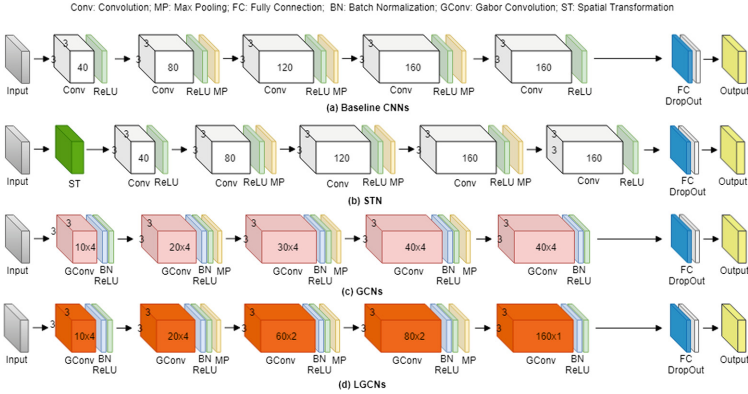 Conv: Convolution; MP: Max Pooling; FC: Fully Connection; BN: Batch Normalization; GConv: Gabor Convolution; ST: Spatial Transformation
3 3 40 3 3 80 3 3 120 3 3 160 3 3 160
Input Conv ReLU Conv ReLU MP Conv ReLU MP Conv ReLU MP Conv ReLU FC DropOut Output
(a) Baseline CNNs
3 3 40 3 3 80 3 3 120 3 3 160 3 3 160
Input ST Conv ReLU Conv ReLU MP Conv ReLU MP Conv ReLU MP Conv ReLU FC DropOut Output
(b) STN
3 3 10x4 3 3 20x4 3 3 30x4 3 3 40x4 3 3 40x4
Input GConv BN ReLU GConv BN ReLU MP GConv BN ReLU MP GConv BN ReLU MP GConv BN ReLU FC DropOut Output
(c) GCNs
3 3 10x4 3 3 20x4 3 3 60x2 3 3 80x2 3 3 160x1
Input GConv BN ReLU GConv BN ReLU MP GConv BN ReLU MP GConv BN ReLU MP GConv BN ReLU FC DropOut Output
(d) LGCNs